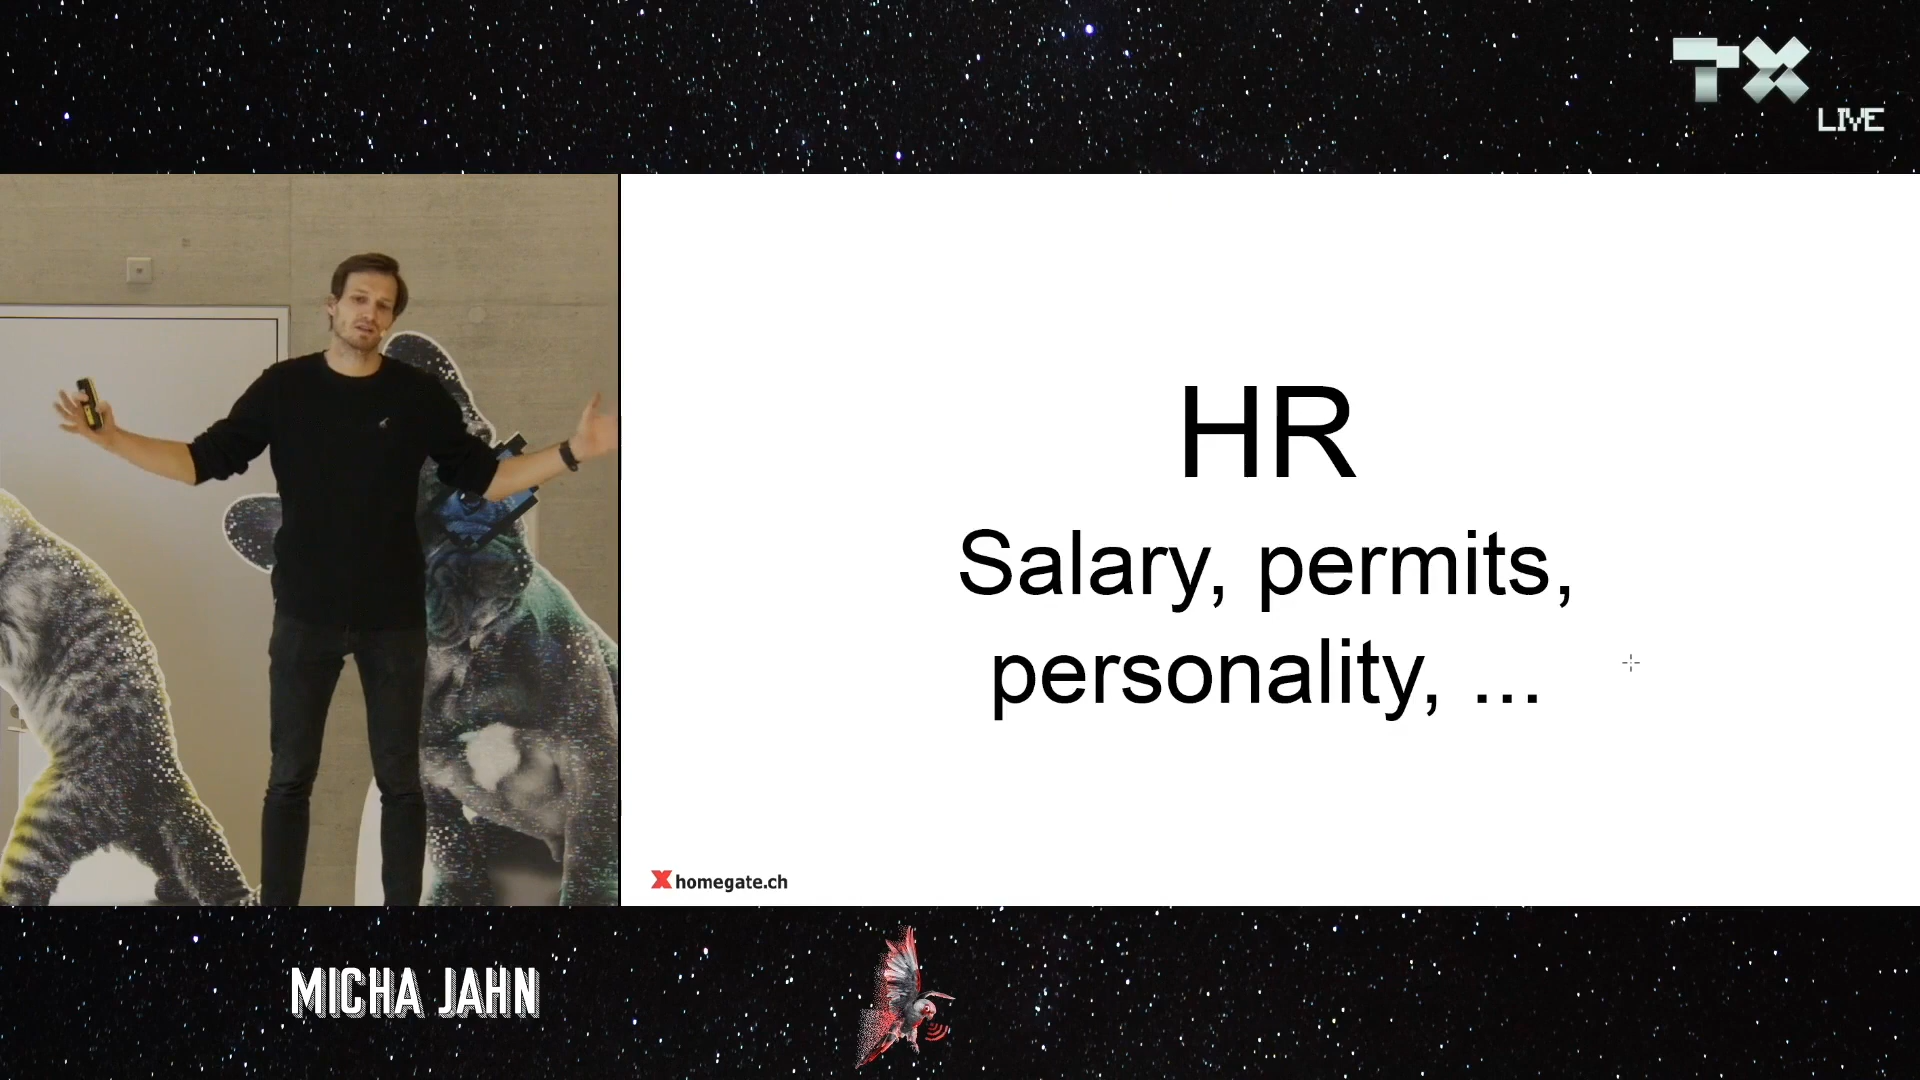 TX
LIVE
HR
Salary, permits,
personality, ...
homegate.ch
MICHA JAHN